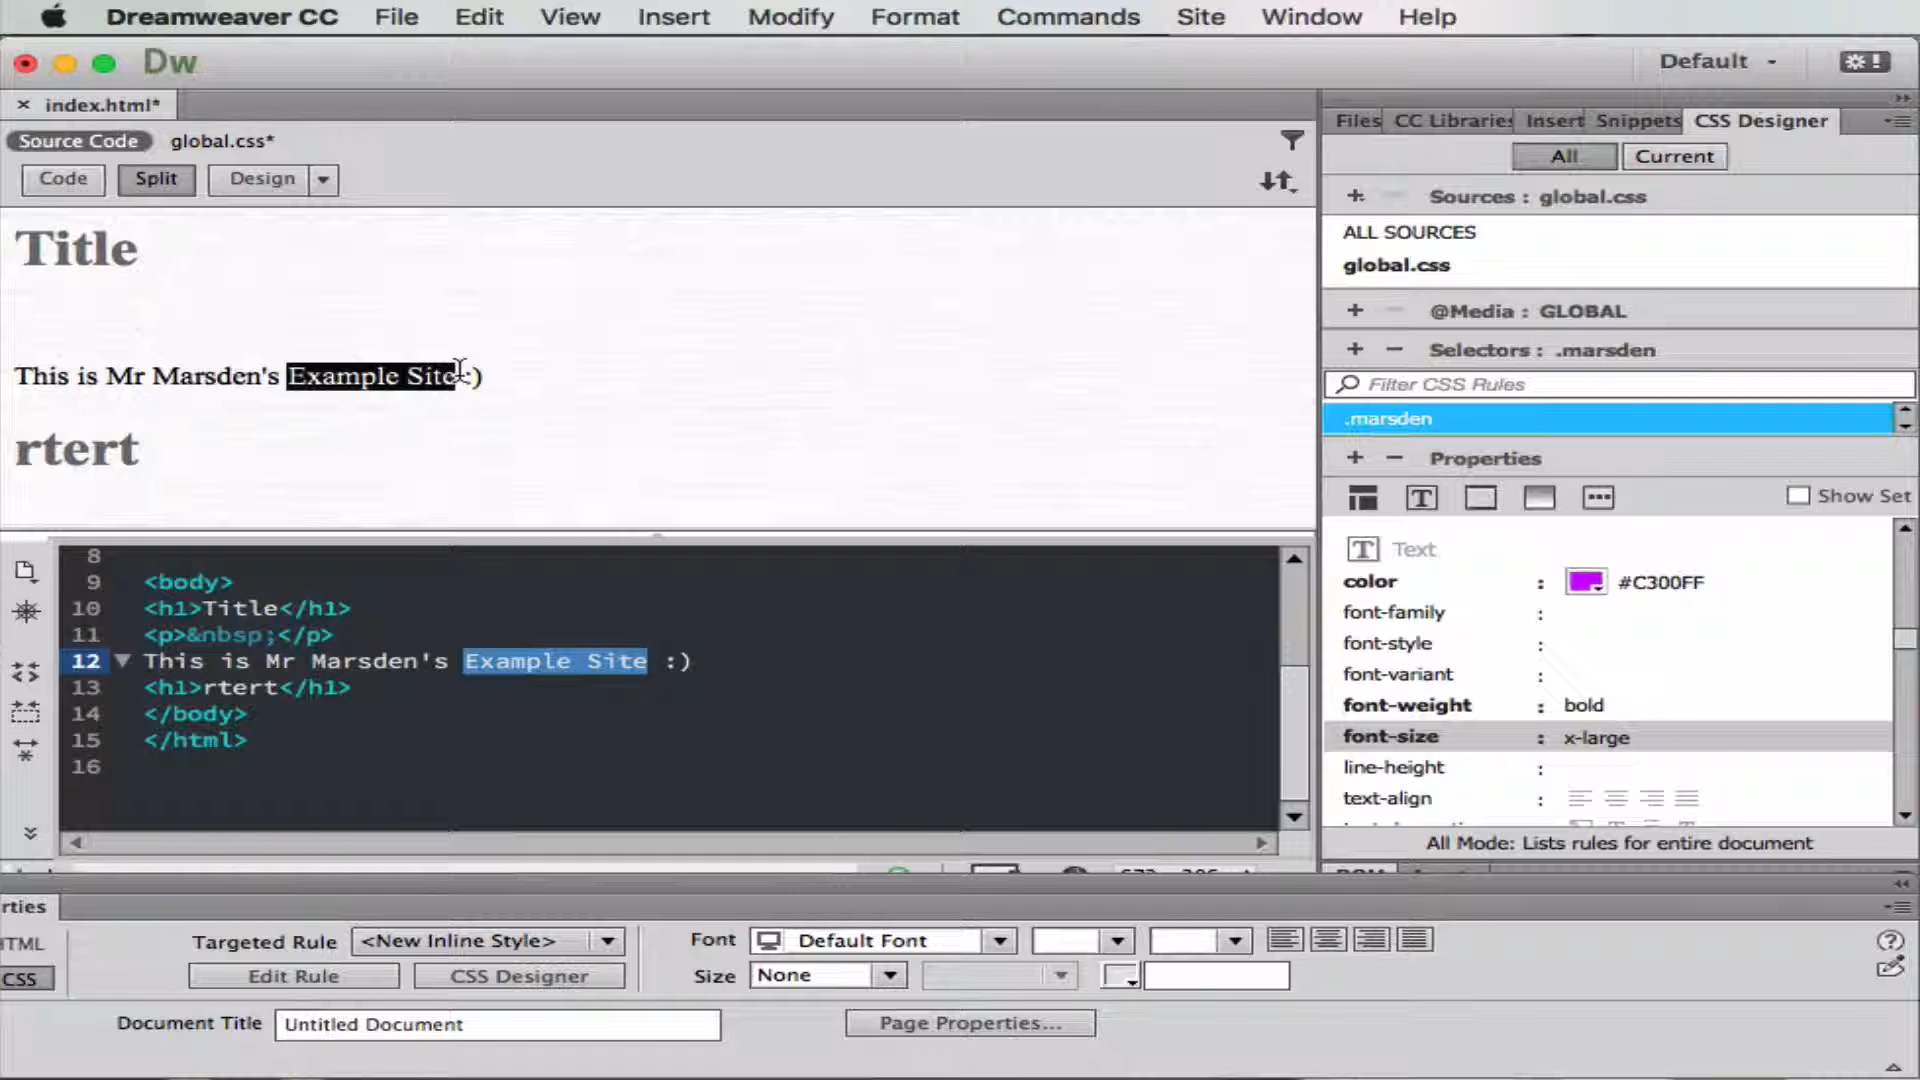 Dreamweaver CC File Edit View Insert Modify Format Commands Site Window Help
Dw Default
index.html*
Source Code global.css*
Code Split Design
Title
This is Mr Marsden's Example Site :)
rtert
8
9 <body>
10 <h1>Title</h1>
11 <p>&nbsp;</p>
12 This is Mr Marsden's Example Site :)
13 <h1>rtert</h1>
14 </body>
15 </html>
16
Files CC Libraries Insert Snippets CSS Designer
All Current
Sources : global.css
ALL SOURCES
global.css
@Media : GLOBAL
Selectors : .marsden
Filter CSS Rules
.marsden
Properties
Show Set
T Text
color : #C300FF
font-family :
font-style :
font-variant :
font-weight : bold
font-size : x-large
line-height :
text-align :
All Mode: Lists rules for entire document
rties
HTML Targeted Rule <New Inline Style> Font Default Font
CSS Edit Rule CSS Designer Size None
Document Title Untitled Document Page Properties...